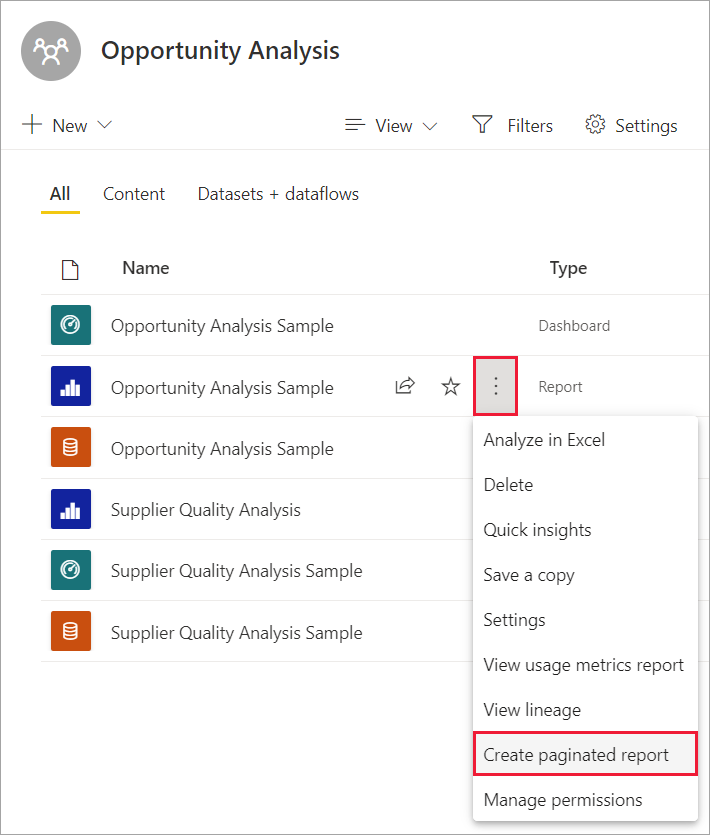 Opportunity Analysis
New View Filters Settings
All Content Datasets + dataflows
Name Type
Opportunity Analysis Sample Dashboard
Opportunity Analysis Sample Report
Opportunity Analysis Sample
Supplier Quality Analysis
Supplier Quality Analysis Sample
Supplier Quality Analysis Sample
Analyze in Excel
Delete
Quick insights
Save a copy
Settings
View usage metrics report
View lineage
Create paginated report
Manage permissions